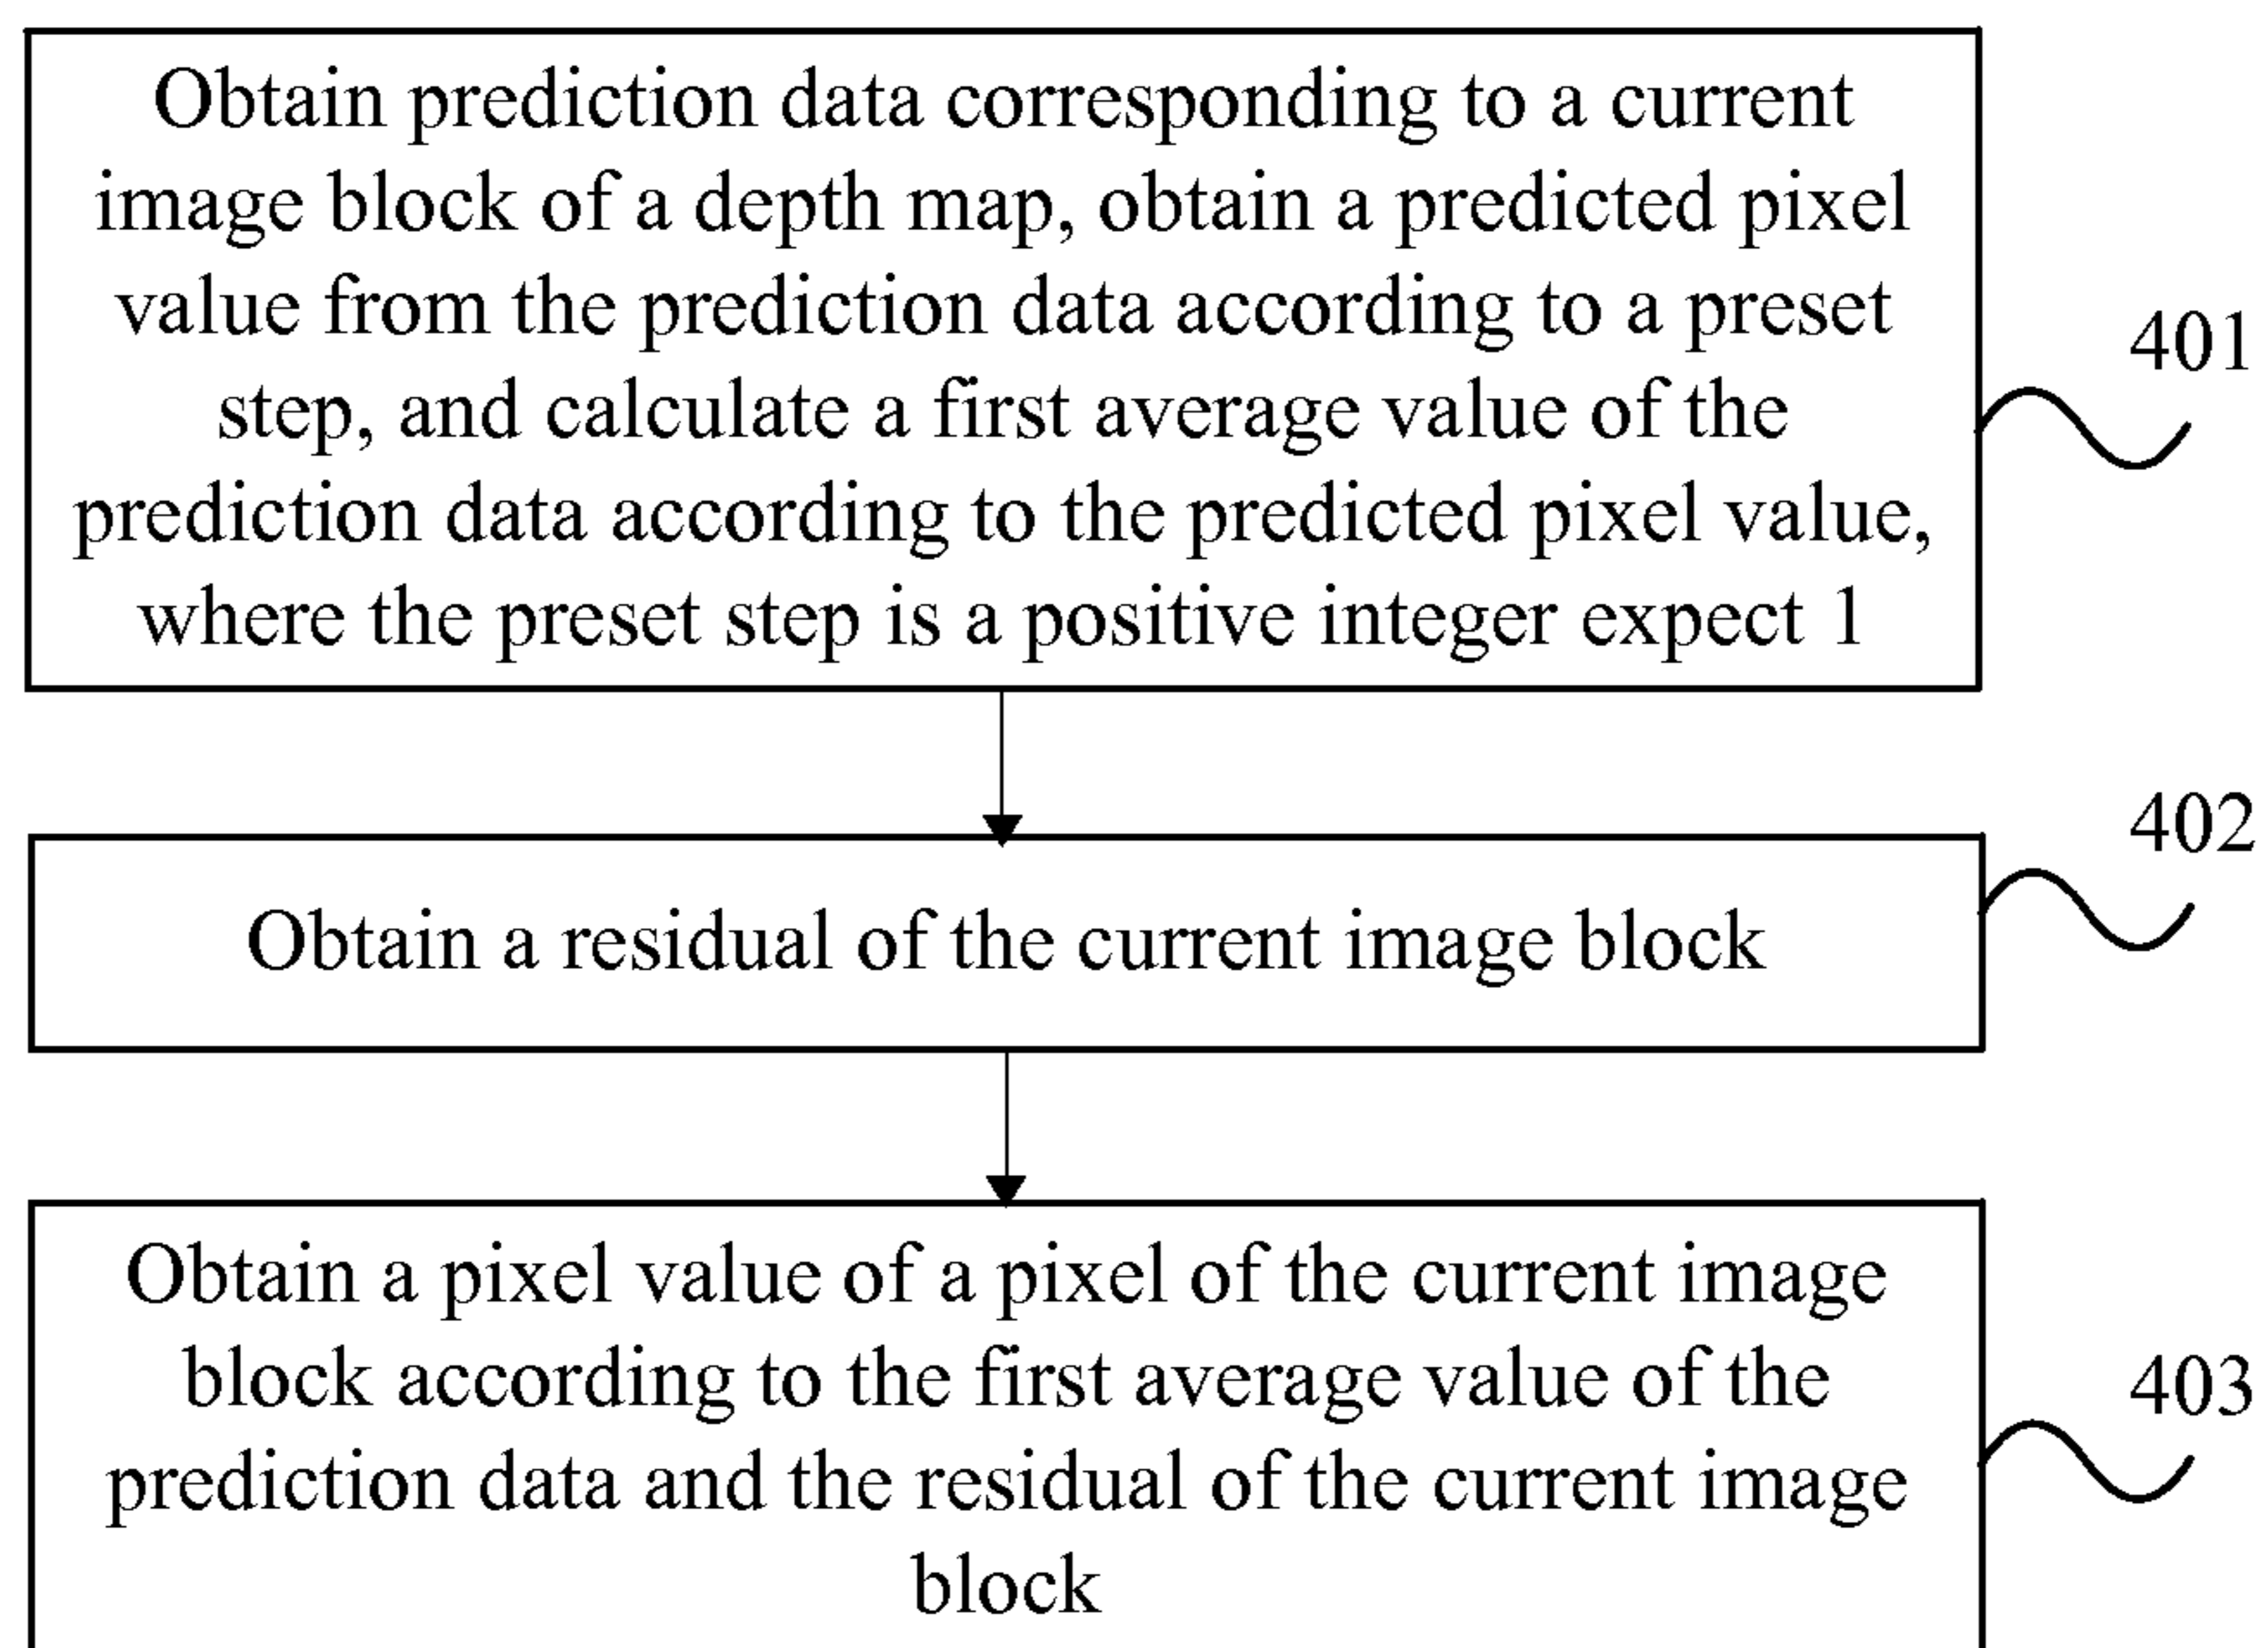 Obtain prediction data corresponding to a current
image block of a depth map, obtain a predicted pixel
value from the prediction data according to a preset
step, and calculate a first average value of the
prediction data according to the predicted pixel value,
where the preset step is a positive integer expect 1
401
402
Obtain a residual of the current image block
Obtain a pixel value of a pixel of the current image
block according to the first average value of the
prediction data and the residual of the current image
block
403